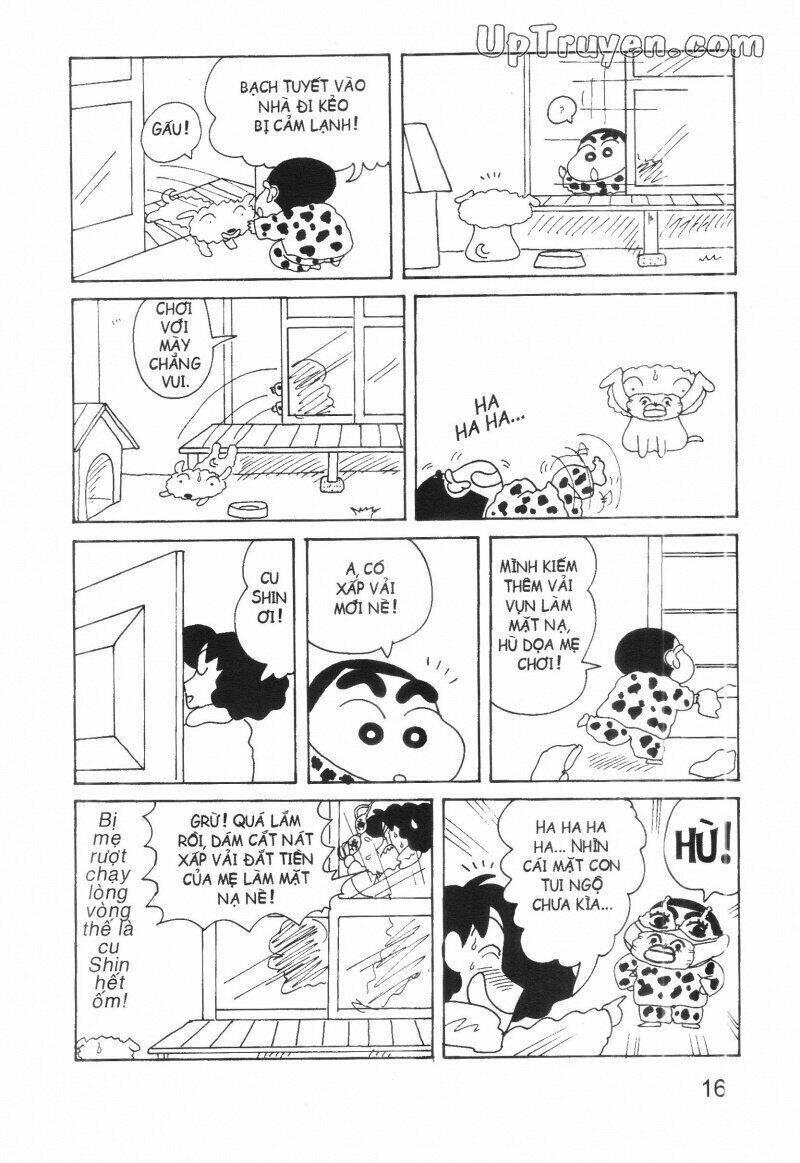 UpTruyen.com
BẠCH TUYẾT VÀO
NHÀ ĐI KẺO
BỊ CẢM LẠNH!
GẤU!
?
CHƠI
VỚI
MÀY
CHẲNG
VUI.
HA
HA HA...
CU
SHIN
ƠI!
A, CÓ
XẤP VẢI
MỚI NÈ!
MÌNH KIẾM
THÊM VẢI
VỤN LÀM
MẶT NẠ,
HÙ DỌA MẸ
CHƠI!
Bị
mẹ
rượt
chạy
lòng
vòng
thế là
cu
Shin
hết
ốm!
GRỪ! QUÁ LẮM
RỒI, DÁM CẮT NÁT
XẤP VẢI ĐẮT TIỀN
CỦA MẸ LÀM MẶT
NẠ NÈ!
HA HA HA
HA... NHÌN
CÁI MẶT CON
TUI NGỘ
CHƯA KÌA...
HÙ!
16